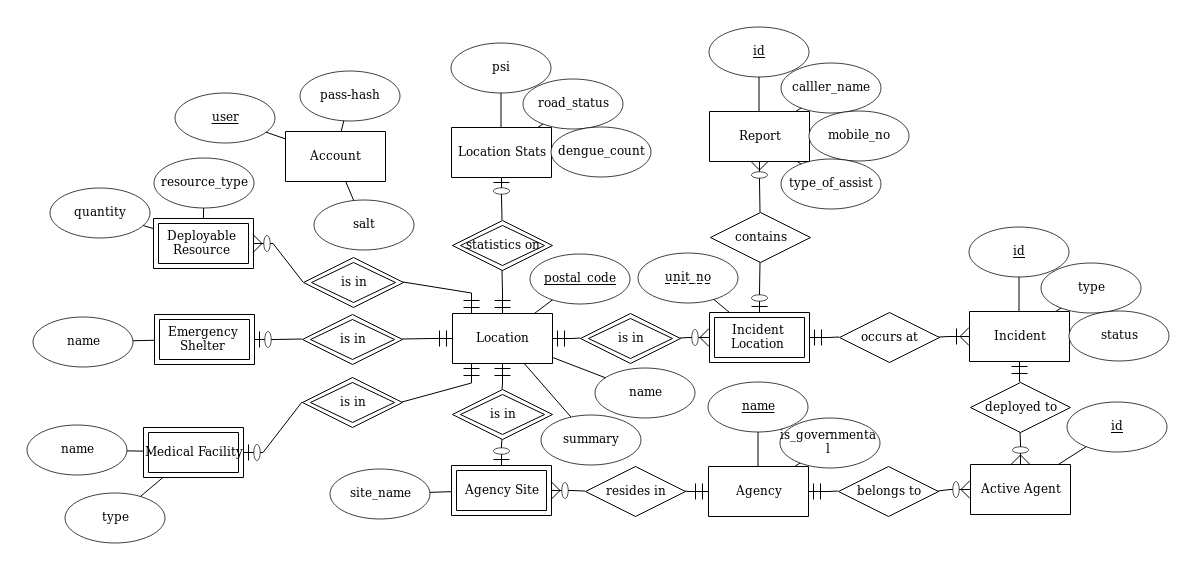 id
psi
calller_name
pass-hash
road_status
user
Report
mobile_no
Account
Location Stats
dengue_count
resource_type
type_of_assist
quantity
salt
Deployable
Resource
statistics on
contains
id
is in
postal_code
unit_no
type
Emergency
Shelter
name
is in
Location
is in
Incident
Location
occurs at
Incident
status
name
is in
is in
name
deployed to
summary
is_governmenta
l
id
name
Medical Facility
site_name
Agency Site
resides in
Agency
belongs to
Active Agent
type